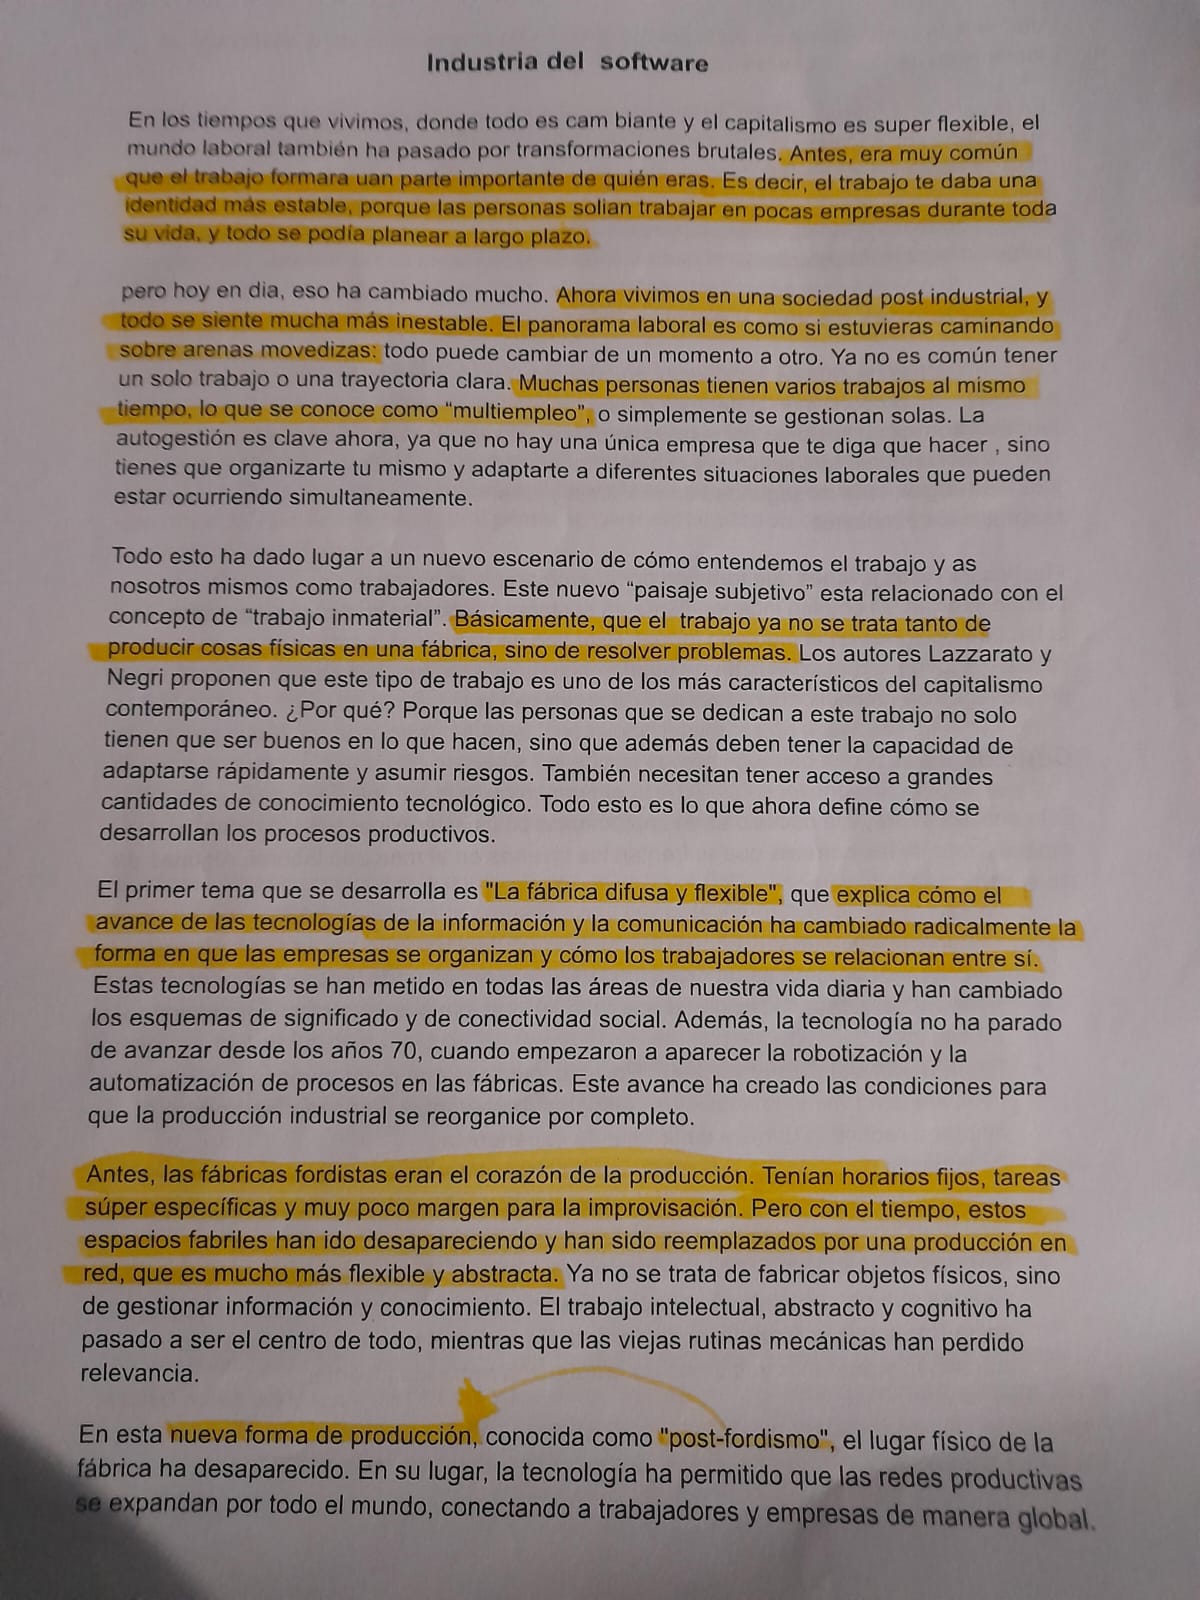 Industria del software
En los tiempos que vivimos, donde todo es cam biante y el capitalismo es super flexible, el
mundo laboral también ha pasado por transformaciones brutales. Antes, era muy común
que el trabajo formara uan parte importante de quién eras. Es decir, el trabajo te daba una
identidad más estable, porque las personas solian trabajar en pocas empresas durante toda
su vida, y todo se podía planear a largo plazo.
pero hoy en dia, eso ha cambiado mucho. Ahora vivimos en una sociedad post industrial, y
todo se siente mucha más inestable. El panorama laboral es como si estuvieras caminando
sobre arenas movedizas: todo puede cambiar de un momento a otro. Ya no es común tener
un solo trabajo o una trayectoria clara. Muchas personas tienen varios trabajos al mismo
tiempo, lo que se conoce como “multiempleo”, o simplemente se gestionan solas. La
autogestión es clave ahora, ya que no hay una única empresa que te diga que hacer , sino
tienes que organizarte tu mismo y adaptarte a diferentes situaciones laborales que pueden
estar ocurriendo simultaneamente.
Todo esto ha dado lugar a un nuevo escenario de cómo entendemos el trabajo y as
nosotros mismos como trabajadores. Este nuevo “paisaje subjetivo” esta relacionado con el
concepto de “trabajo inmaterial”. Básicamente, que el trabajo ya no se trata tanto de
producir cosas físicas en una fábrica, sino de resolver problemas. Los autores Lazzarato y
Negri proponen que este tipo de trabajo es uno de los más característicos del capitalismo
contemporáneo. ¿Por qué? Porque las personas que se dedican a este trabajo no solo
tienen que ser buenos en lo que hacen, sino que además deben tener la capacidad de
adaptarse rápidamente y asumir riesgos. También necesitan tener acceso a grandes
cantidades de conocimiento tecnológico. Todo esto es lo que ahora define cómo se
desarrollan los procesos productivos.
El primer tema que se desarrolla es "La fábrica difusa y flexible", que explica cómo el
avance de las tecnologías de la información y la comunicación ha cambiado radicalmente la
forma en que las empresas se organizan y cómo los trabajadores se relacionan entre sí.
Estas tecnologías se han metido en todas las áreas de nuestra vida diaria y han cambiado
los esquemas de significado y de conectividad social. Además, la tecnología no ha parado
de avanzar desde los años 70, cuando empezaron a aparecer la robotización y la
automatización de procesos en las fábricas. Este avance ha creado las condiciones para
que la producción industrial se reorganice por completo.
Antes, las fábricas fordistas eran el corazón de la producción. Tenían horarios fijos, tareas
súper específicas y muy poco margen para la improvisación. Pero con el tiempo, estos
espacios fabriles han ido desapareciendo y han sido reemplazados por una producción en
red, que es mucho más flexible y abstracta. Ya no se trata de fabricar objetos físicos, sino
de gestionar información y conocimiento. El trabajo intelectual, abstracto y cognitivo ha
pasado a ser el centro de todo, mientras que las viejas rutinas mecánicas han perdido
relevancia.
En esta nueva forma de producción, conocida como "post-fordismo", el lugar físico de la
fábrica ha desaparecido. En su lugar, la tecnología ha permitido que las redes productivas
se expandan por todo el mundo, conectando a trabajadores y empresas de manera global.